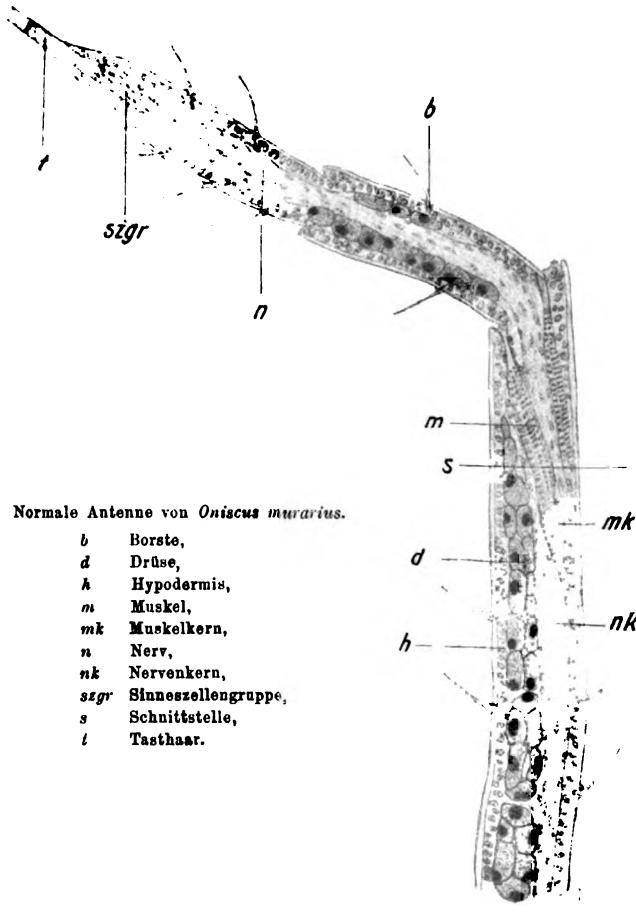 t
szgr
n
b
m
s
mk
d
nk
h
Normale Antenne von Oniscus murarius.
b Borste,
d Drüse,
h Hypodermis,
m Muskel,
mk Muskelkern,
n Nerv,
nk Nervenkern,
szgr Sinneszellengruppe,
s Schnittstelle,
t Tasthaar.